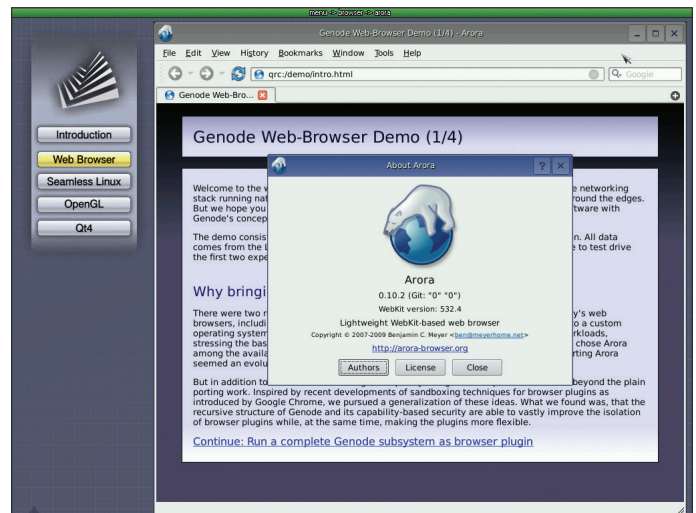 menu -> browser -> arora
Genode Web-Browser Demo (1/4) - Arora
File Edit View History Bookmarks Window Tools Help
qrc:/demo/intro.html
Google
Genode Web-Bro...
Introduction
Web Browser
Seamless Linux
OpenGL
Qt4
Genode Web-Browser Demo (1/4)
Welcome to the w
e networking
stack running nat
round the edges.
But we hope you
tware with
Genode's concep
The demo consis
n. All data
comes from the L
e to test drive
the first two expe
Why bringi
There were two r
y's web
browsers, includi
o a custom
operating system
rkloads,
stressing the bas
chose Arora
among the availa
rting Arora
seemed an evolu
But in addition to
beyond the plain
porting work. Inspired by recent developments of sandboxing techniques for browser plugins as
introduced by Google Chrome, we pursued a generalization of these ideas. What we found was, that the
recursive structure of Genode and its capability-based security are able to vastly improve the isolation
of browser plugins while, at the same time, making the plugins more flexible.
Continue: Run a complete Genode subsystem as browser plugin
About Arora
Arora
0.10.2 (Git: "0" "0")
WebKit version: 532.4
Lightweight WebKit-based web browser
Copyright © 2007-2009 Benjamin C. Meyer <ben@meyerhome.net>
http://arora-browser.org
Authors License Close